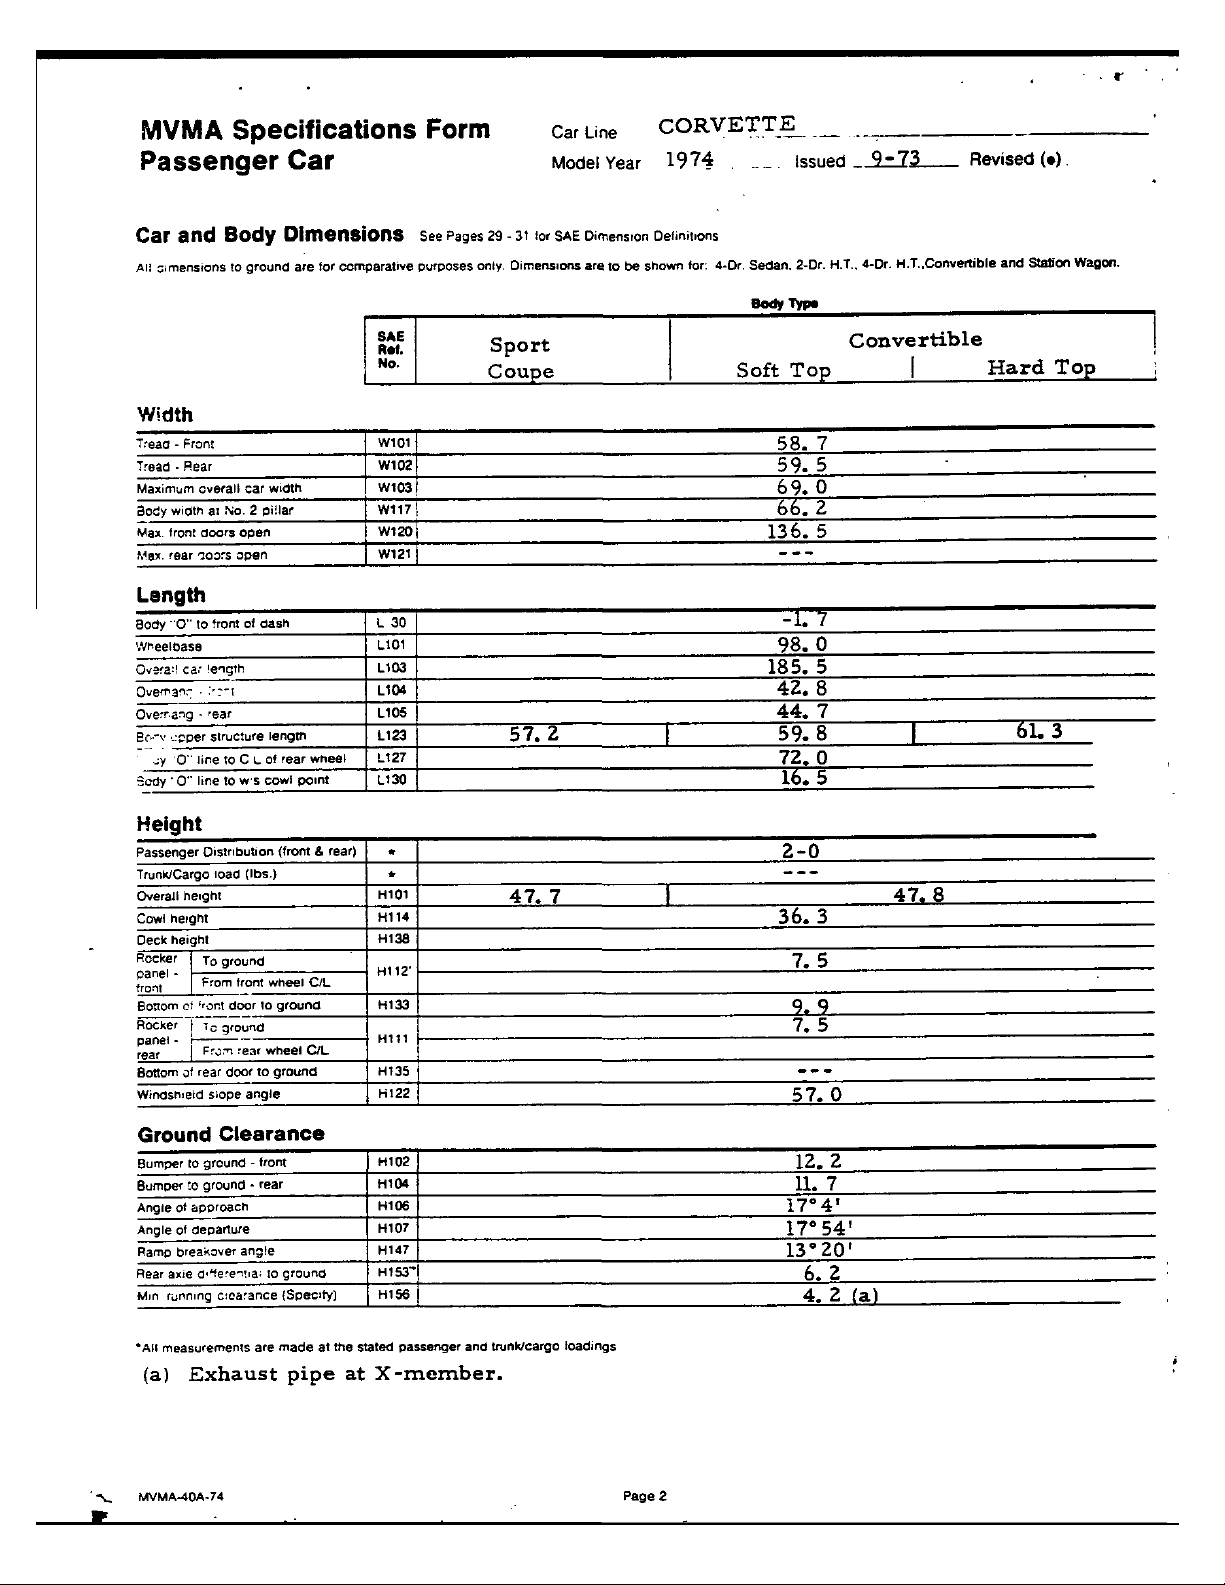 MVMA Specifications Form
Passenger Car
Car Line CORVETTE
Model Year 1974 Issued 9-73 Revised (•).
Car and Body Dimensions See Pages 29 - 31 for SAE Dimension Definitions
All dimensions to ground are for comparative purposes only. Dimensions are to be shown for: 4-Dr. Sedan, 2-Dr. H.T., 4-Dr. H.T.,Convertible and Station Wagon.
Body Type
SAE Ref. No. Sport Coupe Convertible
Soft Top Hard Top
Width
Tread - Front W101 58.7
Tread - Rear W102 59.5
Maximum overall car width W103 69.0
Body width at No. 2 pillar W117 66.2
Max. front doors open W120 136.5
Max. rear doors open W121 ---
Length
Body "O" to front of dash L 30 -1.7
Wheelbase L101 98.0
Overall car length L103 185.5
Overhang - front L104 42.8
Overhang - rear L105 44.7
Body upper structure length L123 57.2 59.8 61.3
"O" line to C L of rear wheel L127 72.0
Body "O" line to w/s cowl point L130 16.5
Height
Passenger Distribution (front & rear) * 2-0
Trunk/Cargo load (lbs.) * ---
Overall height H101 47.7 47.8
Cowl height H114 36.3
Deck height H138
Rocker panel - front To ground H112 7.5
From front wheel C/L
Bottom of front door to ground H133 9.9
Rocker panel - rear To ground H111 7.5
From rear wheel C/L
Bottom of rear door to ground H135 ---
Windshield slope angle H122 57.0
Ground Clearance
Bumper to ground - front H102 12.2
Bumper to ground - rear H104 11.7
Angle of approach H106 17°4'
Angle of departure H107 17°54'
Ramp breakover angle H147 13°20'
Rear axle differential to ground H153 6.2
Min running clearance (Specify) H156 4.2 (a)
*All measurements are made at the stated passenger and trunk/cargo loadings
(a) Exhaust pipe at X-member.
MVMA-40A-74 Page 2